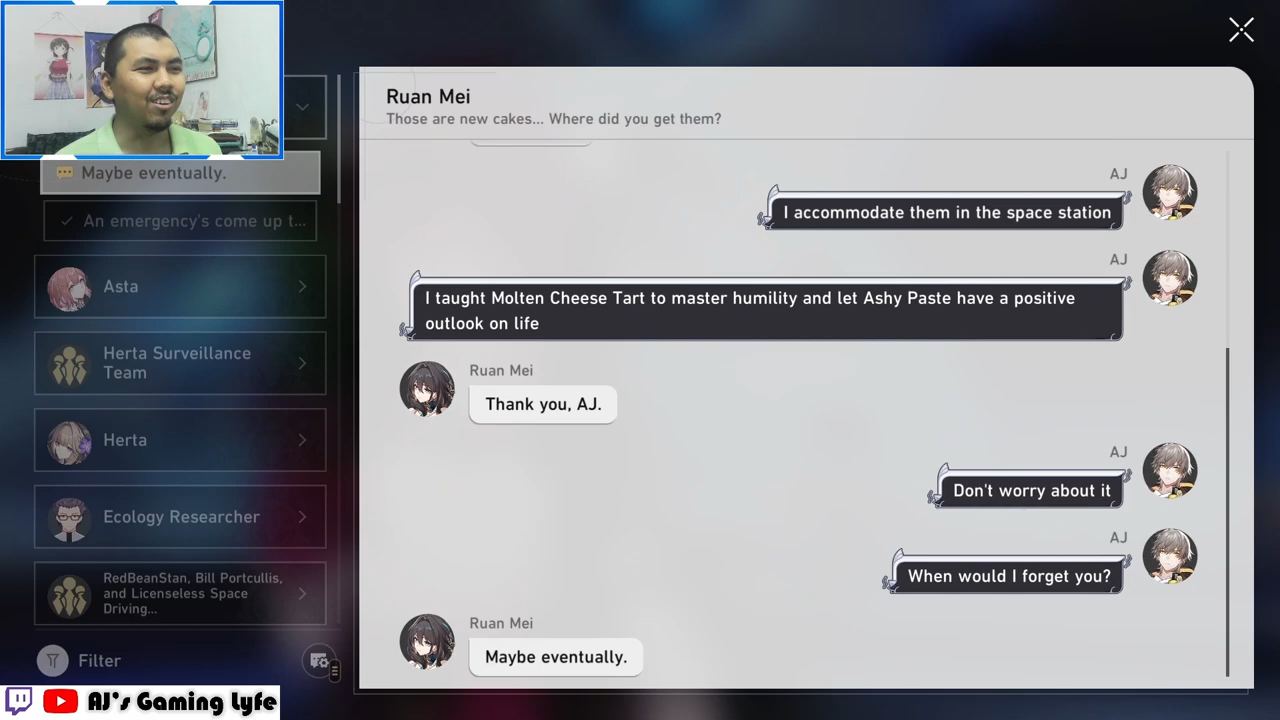 Ruan Mei
Those are new cakes... Where did you get them?
Maybe eventually.
An emergency's come up t...
Asta
Herta Surveillance
Team
Herta
Ecology Researcher
RedBeanStan, Bill Portcullis,
and Licenseless Space
Driving...
Filter
AJ
I accommodate them in the space station
AJ
I taught Molten Cheese Tart to master humility and let Ashy Paste have a positive
outlook on life
Ruan Mei
Thank you, AJ.
AJ
Don't worry about it
AJ
When would I forget you?
Ruan Mei
Maybe eventually.
AJ's Gaming Lyfe